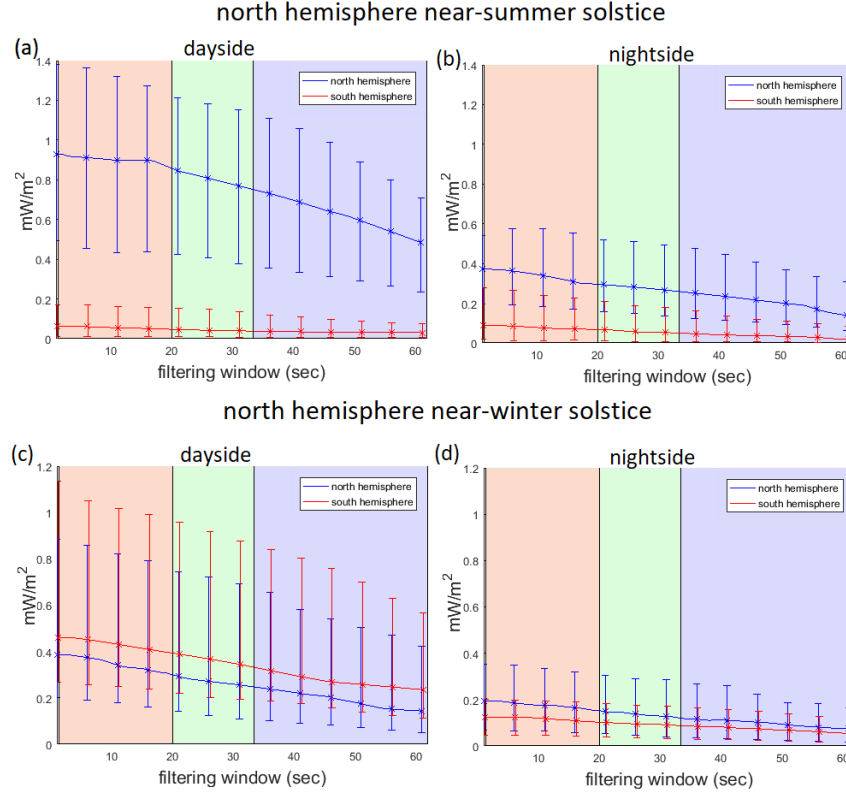 north hemisphere near-summer solstice
(a)
dayside
1.4
1.2
1
0.8
0.6
0.4
0.2
0
mW/m²
north hemisphere
south hemisphere
10
20
30
40
50
60
filtering window (sec)
(b)
nightside
1.4
1.2
1
0.8
0.6
0.4
0.2
0
mW/m²
north hemisphere
south hemisphere
10
20
30
40
50
60
filtering window (sec)
north hemisphere near-winter solstice
(c)
dayside
1.2
1
0.8
0.6
0.4
0.2
0
mW/m²
north hemisphere
south hemisphere
10
20
30
40
50
60
filtering window (sec)
(d)
nightside
1.2
1
0.8
0.6
0.4
0.2
0
mW/m²
north hemisphere
south hemisphere
10
20
30
40
50
60
filtering window (sec)